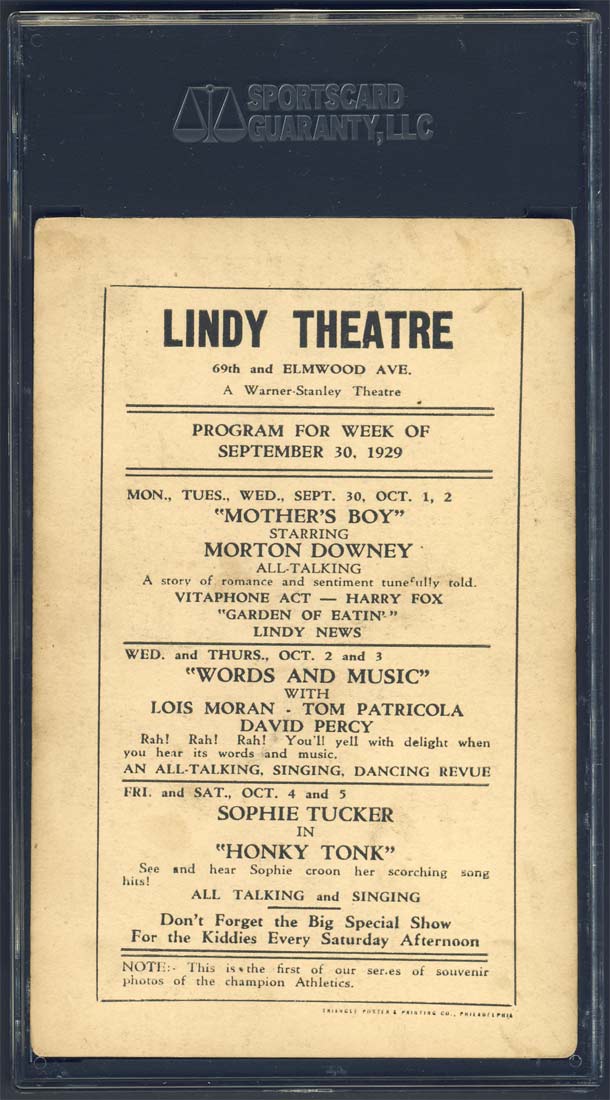 SPORTSCARD
GUARANTY, LLC
LINDY THEATRE
69th and ELMWOOD AVE.
A Warner-Stanley Theatre
PROGRAM FOR WEEK OF
SEPTEMBER 30, 1929
MON., TUES., WED., SEPT. 30, OCT. 1, 2
"MOTHER'S BOY"
STARRING
MORTON DOWNEY
ALL-TALKING
A story of romance and sentiment tunefully told.
VITAPHONE ACT — HARRY FOX
"GARDEN OF EATIN'"
LINDY NEWS
WED. and THURS., OCT. 2 and 3
"WORDS AND MUSIC"
WITH
LOIS MORAN - TOM PATRICOLA
DAVID PERCY
Rah! Rah! Rah! You'll yell with delight when
you hear its words and music.
AN ALL-TALKING, SINGING, DANCING REVUE
FRI. and SAT., OCT. 4 and 5
SOPHIE TUCKER
IN
"HONKY TONK"
See and hear Sophie croon her scorching song
hits!
ALL TALKING and SINGING
Don't Forget the Big Special Show
For the Kiddies Every Saturday Afternoon
NOTE:- This is the first of our series of souvenir
photos of the champion Athletics.
TRIANGLE POSTER & PRINTING CO., PHILADELPHIA